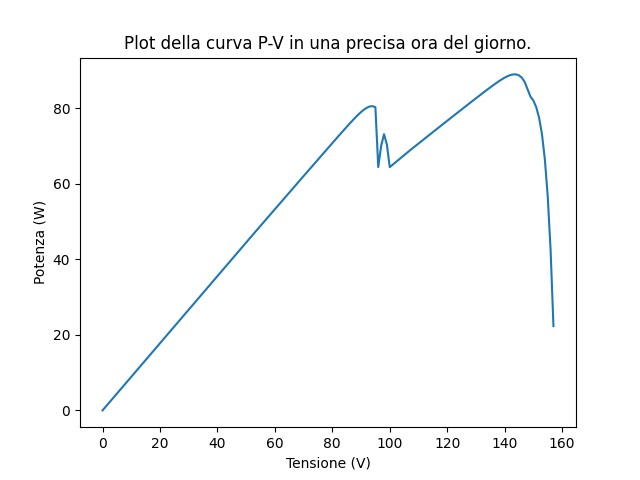 Plot della curva P-V in una precisa ora del giorno.
Potenza (W)
80
60
40
20
0
0 20 40 60 80 100 120 140 160
Tensione (V)